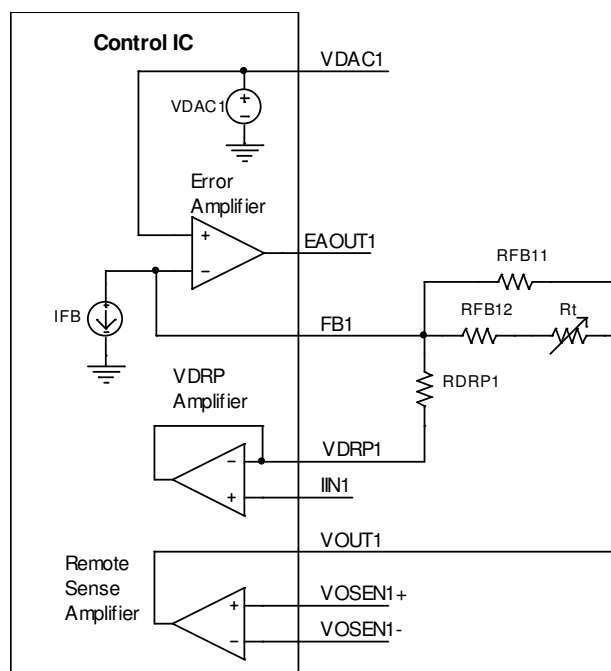 Control IC
VDAC1
VDAC1
+
−
Error
Amplifier
+
−
EAOUT1
RFB11
IFB
+
−
FB1
RFB12
Rt
VDRP
Amplifier
RDRP1
−
VDRP1
+
IIN1
VOUT1
Remote
Sense
Amplifier
+
VOSEN1+
−
VOSEN1-